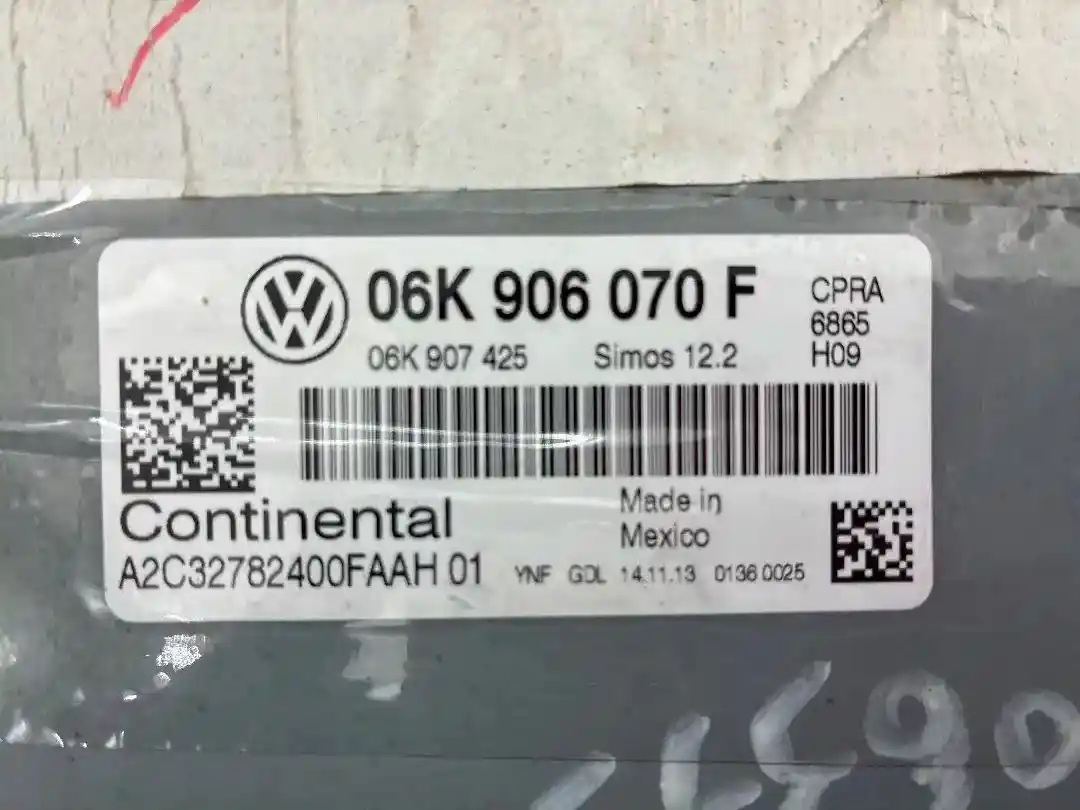 06K 906 070 F
CPRA
6865
H09
06K 907 425 Simos 12.2
Continental
Made in
Mexico
A2C32782400FAAH 01
YNF GDL 14.11.13 0136 0025